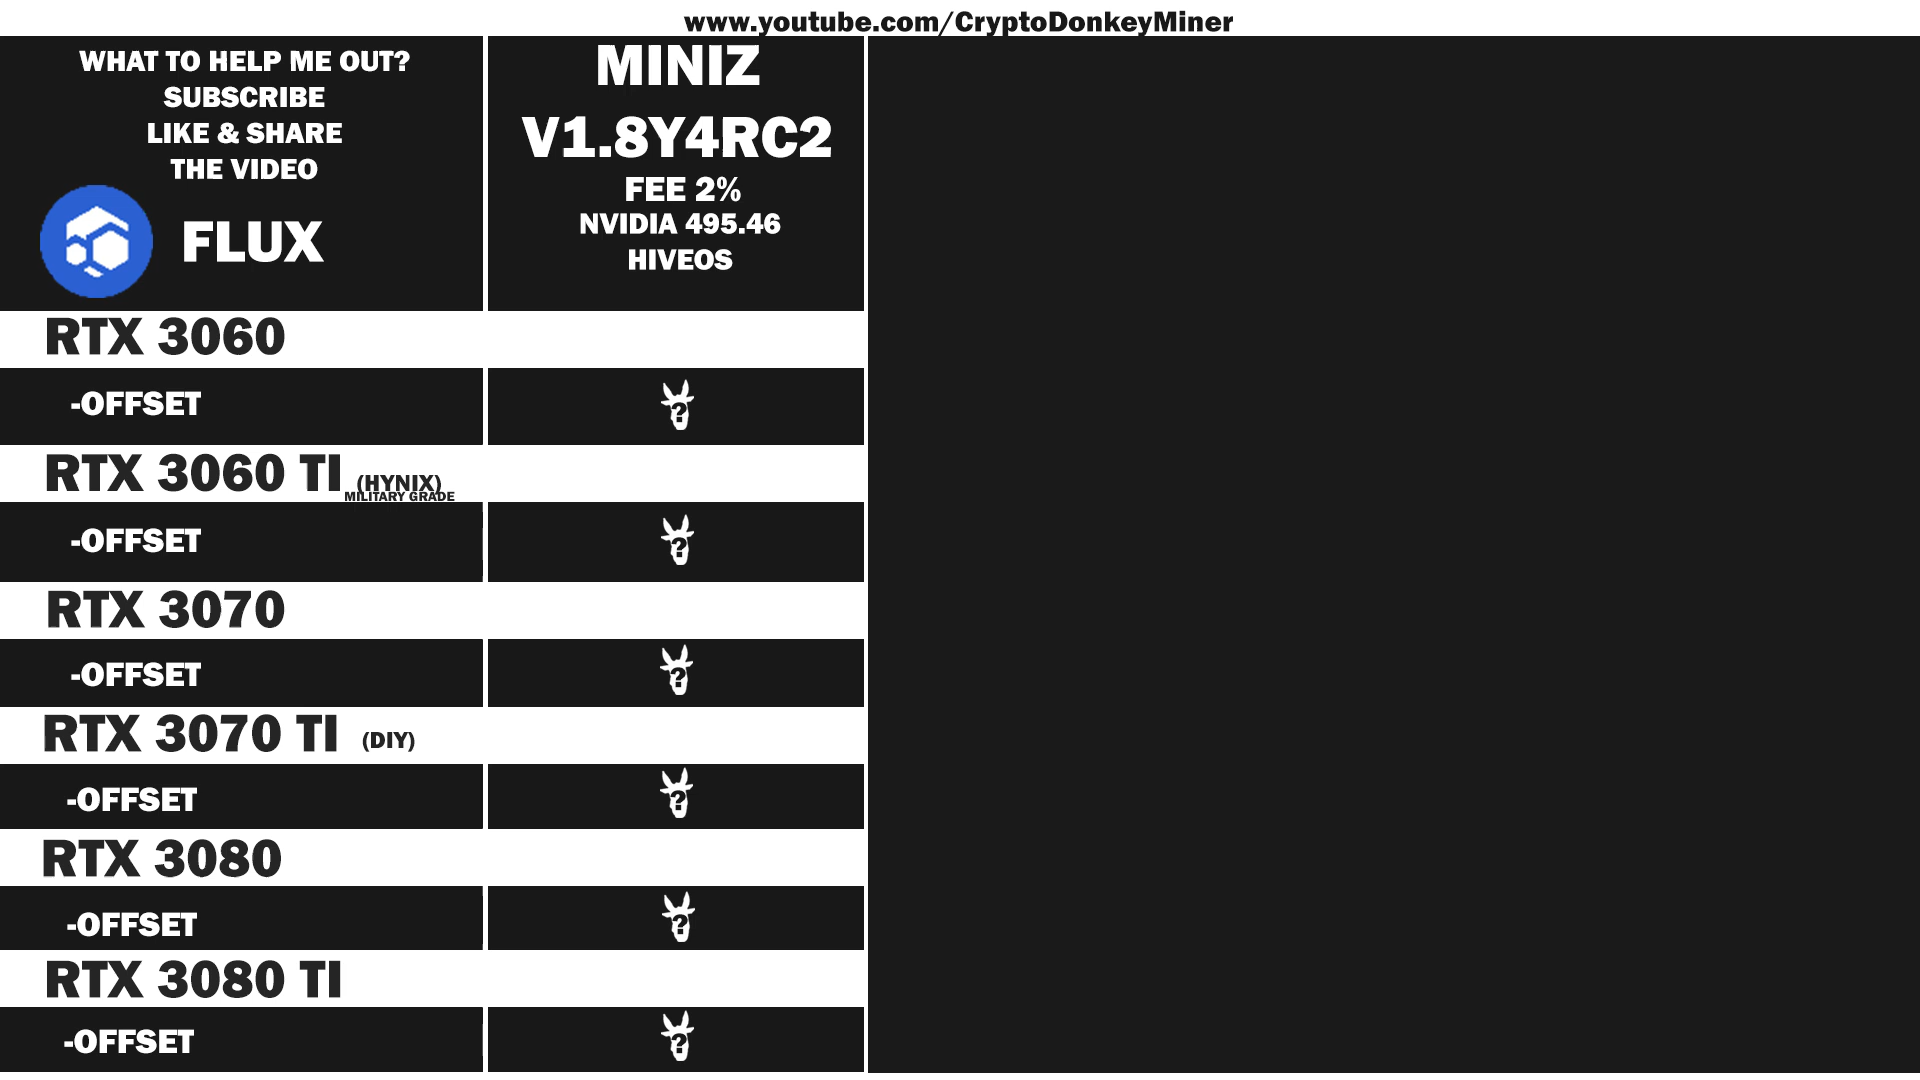 www.youtube.com/CryptoDonkeyMiner
WHAT TO HELP ME OUT?
SUBSCRIBE
LIKE & SHARE
THE VIDEO
FLUX
MINIZ
V1.8Y4RC2
FEE 2%
NVIDIA 495.46
HIVEOS
RTX 3060
-OFFSET
?
RTX 3060 TI (HYNIX)
MILITARY GRADE
-OFFSET
?
RTX 3070
-OFFSET
?
RTX 3070 TI (DIY)
-OFFSET
?
RTX 3080
-OFFSET
?
RTX 3080 TI
-OFFSET
?